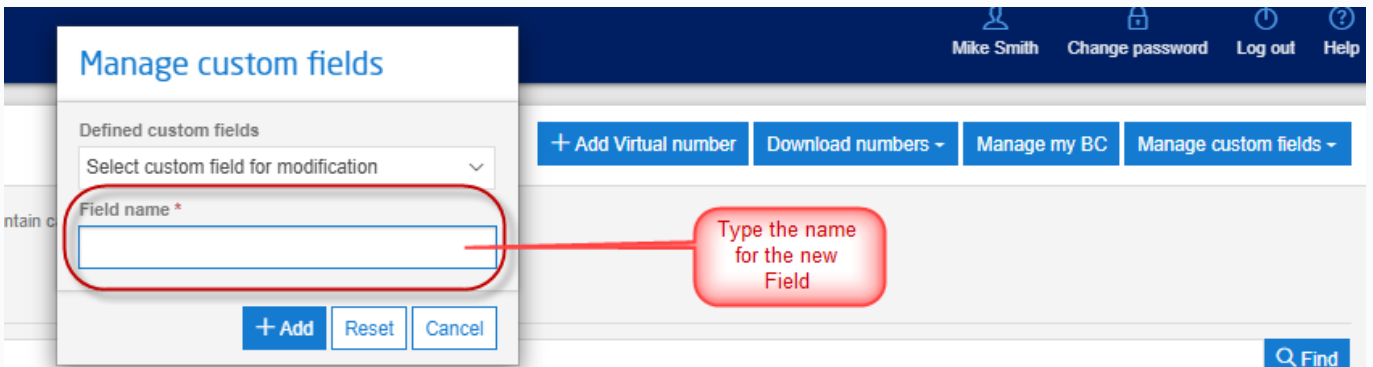 Mike Smith Change password Log out Help
Manage custom fields
Defined custom fields
Select custom field for modification
+ Add Virtual number Download numbers Manage my BC Manage custom fields
Field name *
ntain c
Type the name
for the new
Field
+ Add Reset Cancel
Find